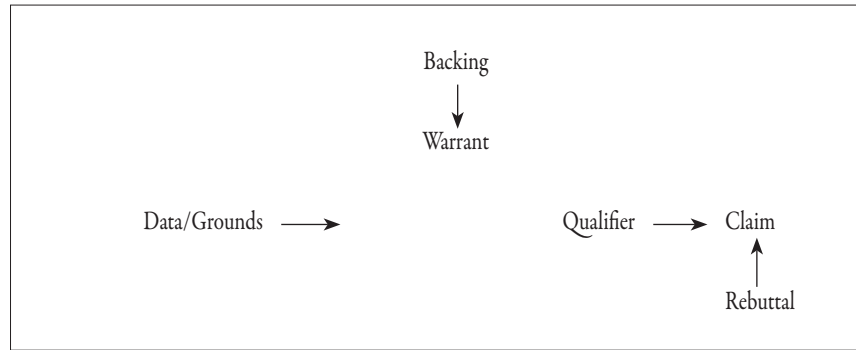 Backing
Warrant
Data/Grounds
Qualifier
Claim
Rebuttal